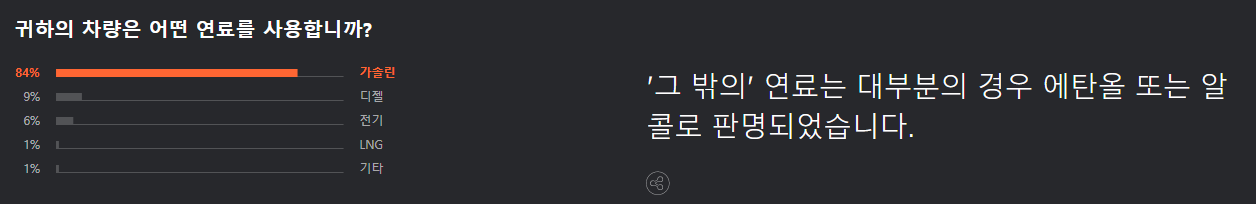 귀하의 차량은 어떤 연료를 사용합니까?
84% 가솔린
9% 디젤
6% 전기
1% LNG
1% 기타
'그 밖의' 연료는 대부분의 경우 에탄올 또는 알
콜로 판명되었습니다.